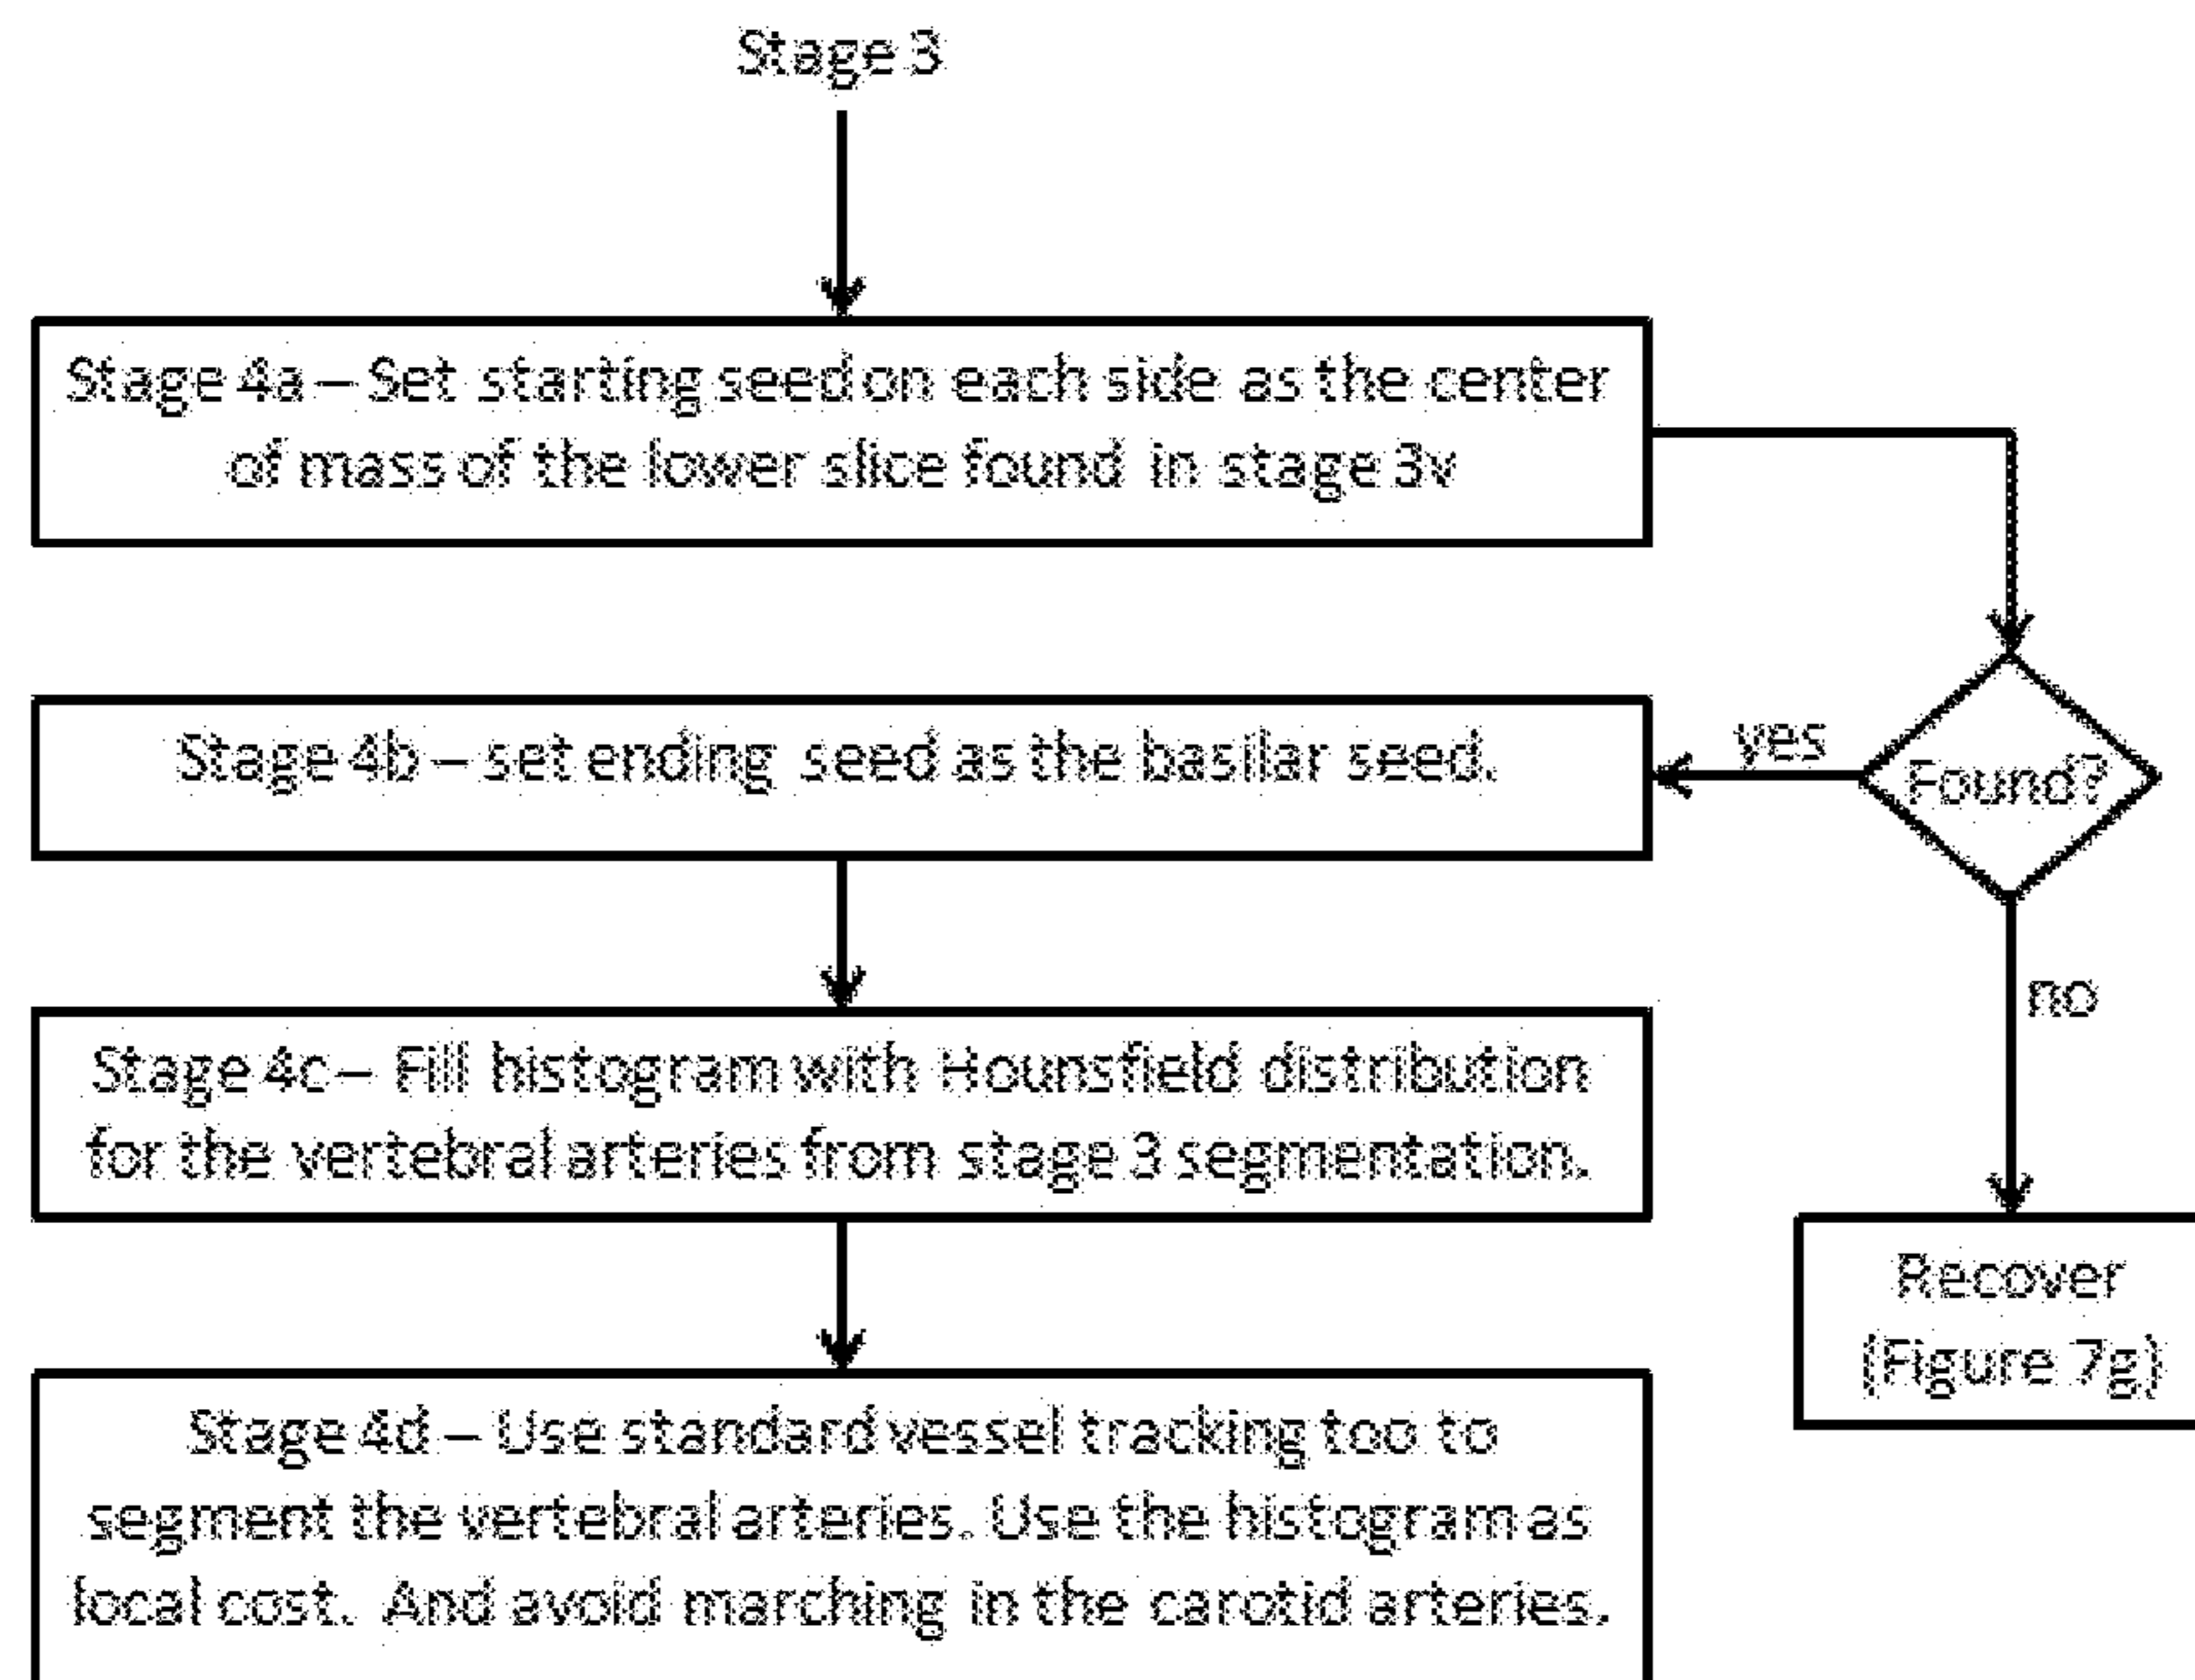 Stage 3
Stage 4a – Set starting seed on each side as the center
of mass of the lower slice found in stage 3v
Found?
yes
no
Stage 4b – set ending seed as the basilar seed.
Stage 4c – Fill histogram with Hounsfield distribution
for the vertebral arteries from stage 3 segmentation.
Recover
(Figure 7g)
Stage 4d – Use standard vessel tracking too to
segment the vertebral arteries. Use the histogram as
local cost. And avoid marching in the carotid arteries.